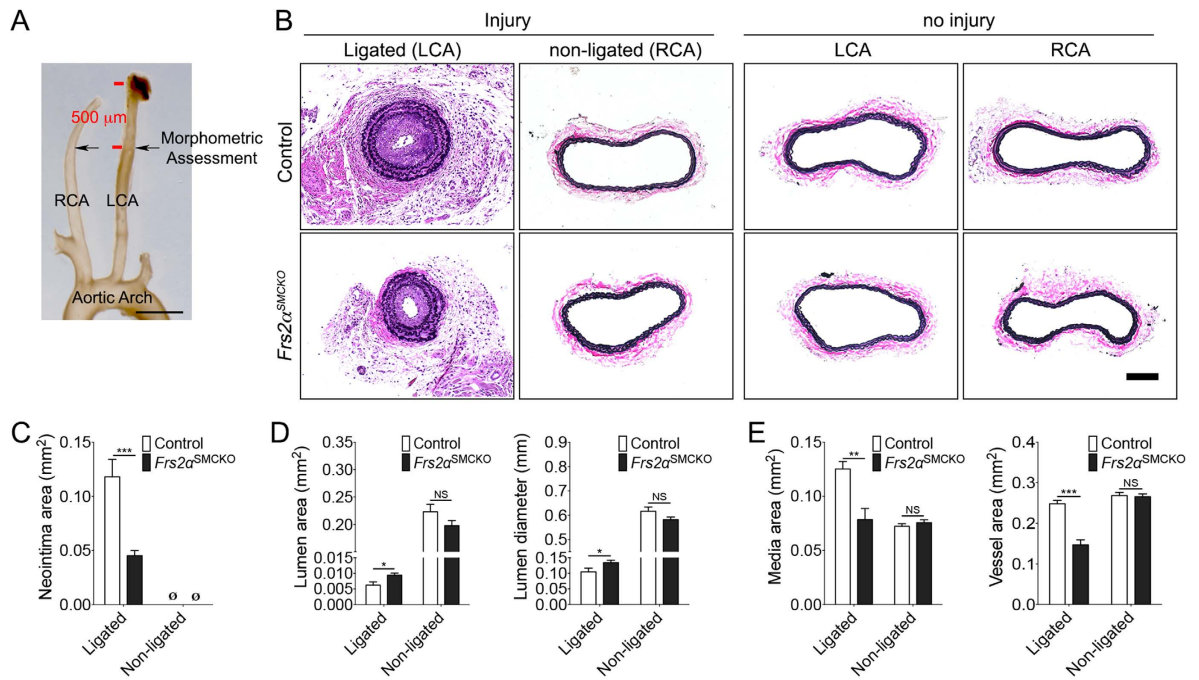 A
500 μm
Morphometric
Assessment
RCA
LCA
Aortic Arch
B
Injury
no injury
Ligated (LCA)
non-ligated (RCA)
LCA
RCA
Control
Frs2α^SMCKO
C
Neointima area (mm²)
0.15
0.10
0.05
0.00
***
ø ø
Control
Frs2α^SMCKO
Ligated
Non-ligated
D
Lumen area (mm²)
0.35
0.30
0.25
0.20
0.015
0.010
0.005
0.000
*
NS
Control
Frs2α^SMCKO
Ligated
Non-ligated
Lumen diameter (mm)
0.9
0.8
0.7
0.6
0.5
0.15
0.10
0.05
0.00
*
NS
Control
Frs2α^SMCKO
Ligated
Non-ligated
E
Media area (mm²)
0.15
0.10
0.05
0.00
**
NS
Control
Frs2α^SMCKO
Ligated
Non-ligated
Vessel area (mm²)
0.4
0.3
0.2
0.1
0.0
***
NS
Control
Frs2α^SMCKO
Ligated
Non-ligated